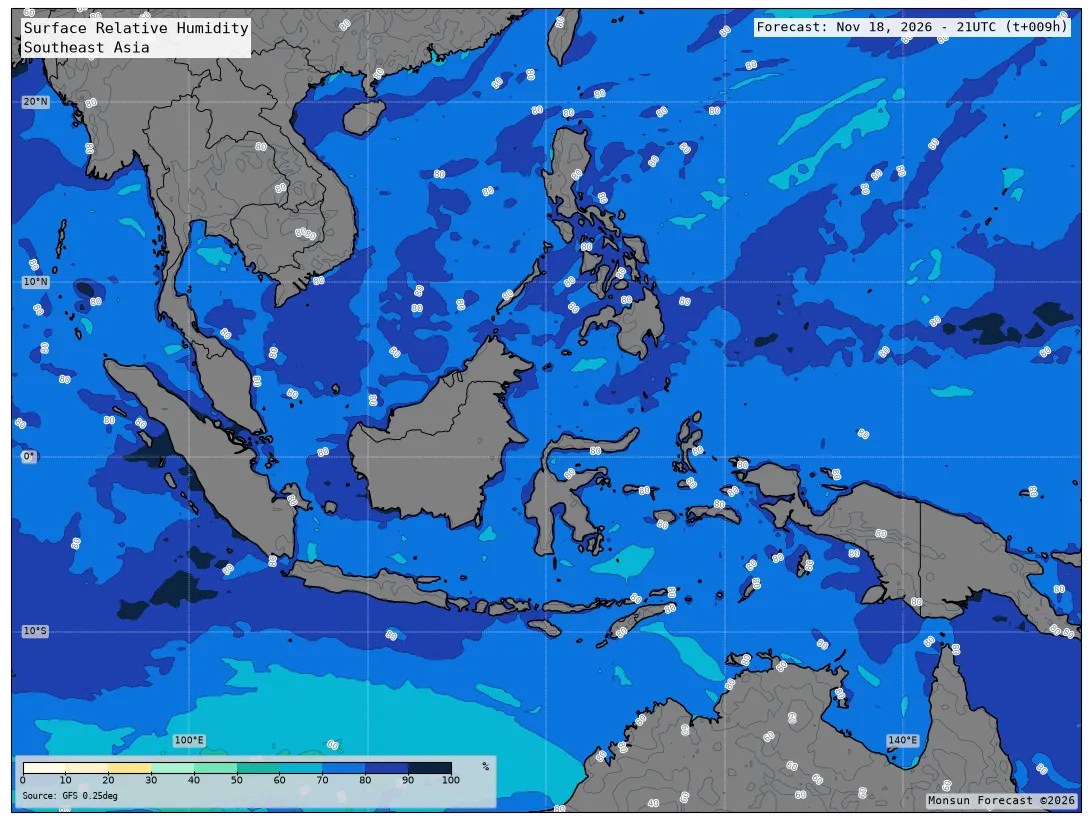 Surface Relative Humidity
Southeast Asia
Forecast: Nov 18, 2026 - 21UTC (t+009h)
20°N
10°N
0°
10°S
100°E
140°E
0 10 20 30 40 50 60 70 80 90 100
%
Source: GFS 0.25deg
Monsun Forecast ©2026